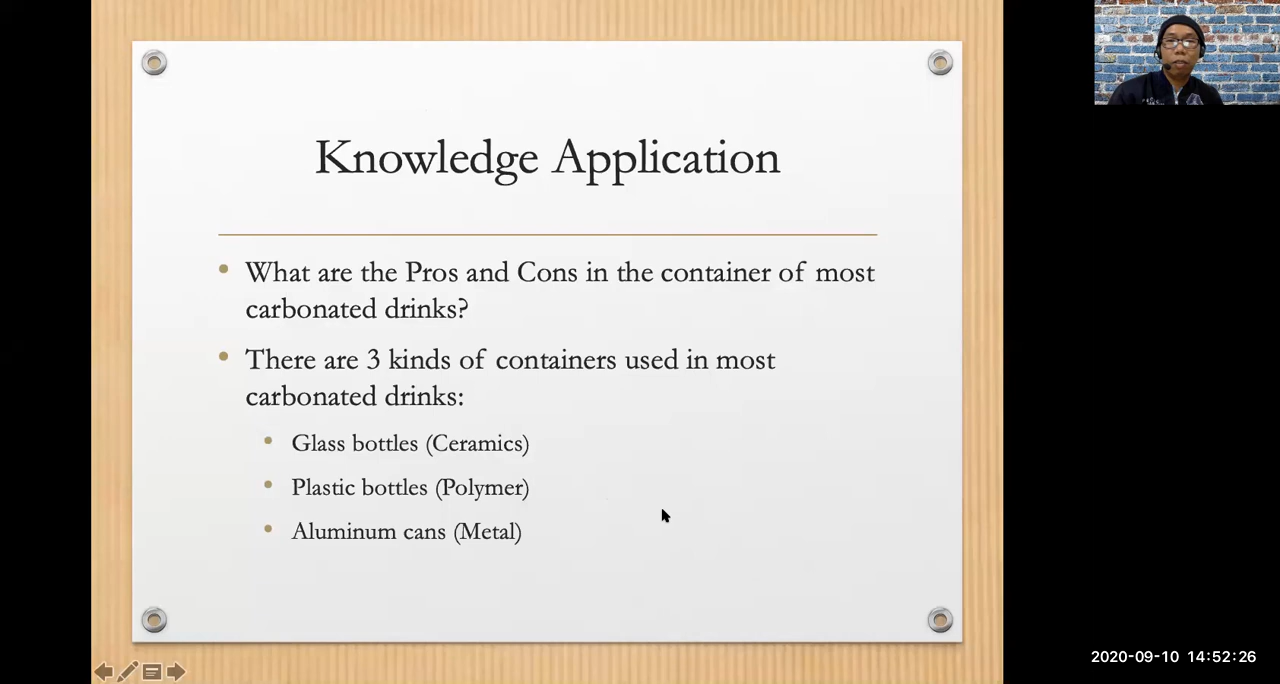 Knowledge Application
What are the Pros and Cons in the container of most
carbonated drinks?
There are 3 kinds of containers used in most
carbonated drinks:
Glass bottles (Ceramics)
Plastic bottles (Polymer)
Aluminum cans (Metal)
2020-09-10 14:52:26